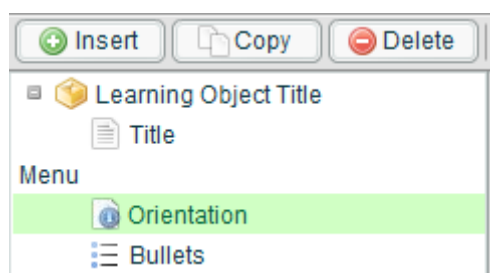 Insert Copy Delete
Learning Object Title
Title
Menu
Orientation
Bullets